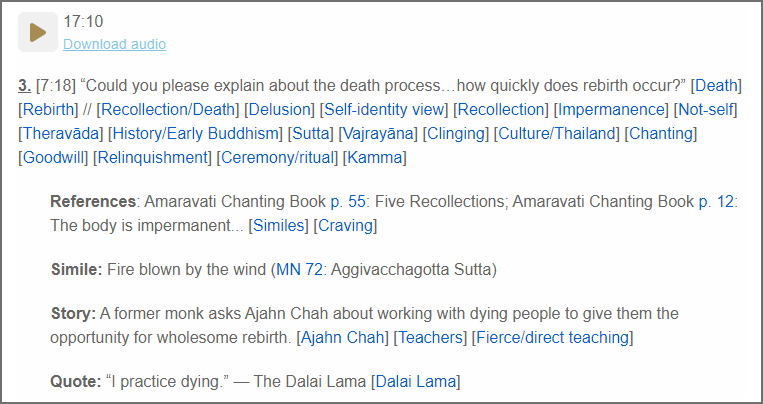 17:10
Download audio
3. [7:18] “Could you please explain about the death process…how quickly does rebirth occur?” [Death]
[Rebirth] // [Recollection/Death] [Delusion] [Self-identity view] [Recollection] [Impermanence] [Not-self]
[Theravāda] [History/Early Buddhism] [Sutta] [Vajrayāna] [Clinging] [Culture/Thailand] [Chanting]
[Goodwill] [Relinquishment] [Ceremony/ritual] [Kamma]
References: Amaravati Chanting Book p. 55: Five Recollections; Amaravati Chanting Book p. 12:
The body is impermanent... [Similes] [Craving]
Simile: Fire blown by the wind (MN 72: Aggivacchagotta Sutta)
Story: A former monk asks Ajahn Chah about working with dying people to give them the
opportunity for wholesome rebirth. [Ajahn Chah] [Teachers] [Fierce/direct teaching]
Quote: “I practice dying.” — The Dalai Lama [Dalai Lama]